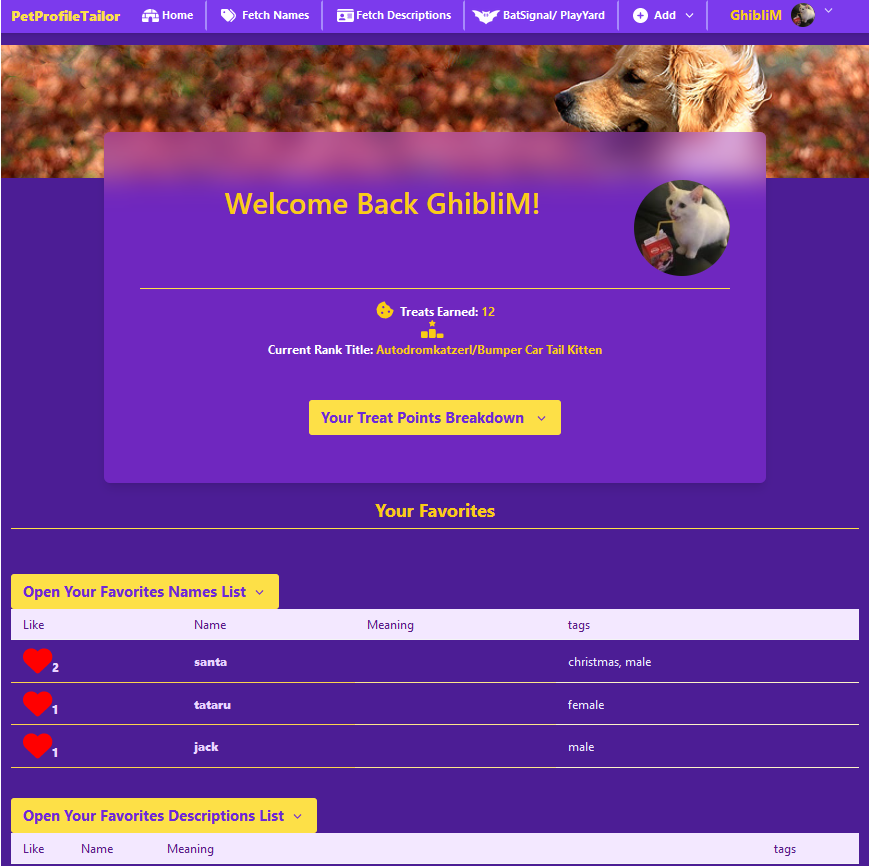 PetProfileTailor Home Fetch Names Fetch Descriptions BatSignal/ PlayYard Add GhibliM
Welcome Back GhibliM!
Treats Earned: 12
Current Rank Title: Autodromkatzerl/Bumper Car Tail Kitten
Your Treat Points Breakdown
Your Favorites
Open Your Favorites Names List
Like Name Meaning tags
2 santa christmas, male
1 tataru female
1 jack male
Open Your Favorites Descriptions List
Like Name Meaning tags